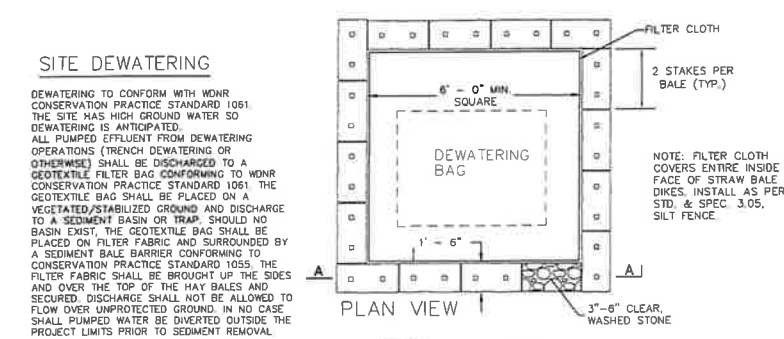 SITE DEWATERING
DEWATERING TO CONFORM WITH WDNR
CONSERVATION PRACTICE STANDARD 1061.
THE SITE HAS HIGH GROUND WATER SO
DEWATERING IS ANTICIPATED.
ALL PUMPED EFFLUENT FROM DEWATERING
OPERATIONS (TRENCH DEWATERING OR
OTHERWISE) SHALL BE DISCHARGED TO A
GEOTEXTILE FILTER BAG CONFORMING TO WDNR
CONSERVATION PRACTICE STANDARD 1061. THE
GEOTEXTILE BAG SHALL BE PLACED ON A
VEGETATED/STABILIZED GROUND AND DISCHARGE
TO A SEDIMENT BASIN OR TRAP. SHOULD NO
BASIN EXIST, THE GEOTEXTILE BAG SHALL BE
PLACED ON FILTER FABRIC AND SURROUNDED BY
A SEDIMENT BALE BARRIER CONFORMING TO
CONSERVATION PRACTICE STANDARD 1055. THE
FILTER FABRIC SHALL BE BROUGHT UP THE SIDES
AND OVER THE TOP OF THE HAY BALES AND
SECURED. DISCHARGE SHALL NOT BE ALLOWED TO
FLOW OVER UNPROTECTED GROUND. IN NO CASE
SHALL PUMPED WATER BE DIVERTED OUTSIDE THE
PROJECT LIMITS PRIOR TO SEDIMENT REMOVAL
FILTER CLOTH
2 STAKES PER
BALE (TYP.)
6' - 0" MIN.
SQUARE
DEWATERING
BAG
NOTE: FILTER CLOTH
COVERS ENTIRE INSIDE
FACE OF STRAW BALE
DIKES. INSTALL AS PER
STD. & SPEC. 3.05,
SILT FENCE
1' - 6"
A
A
PLAN VIEW
3"-6" CLEAR,
WASHED STONE